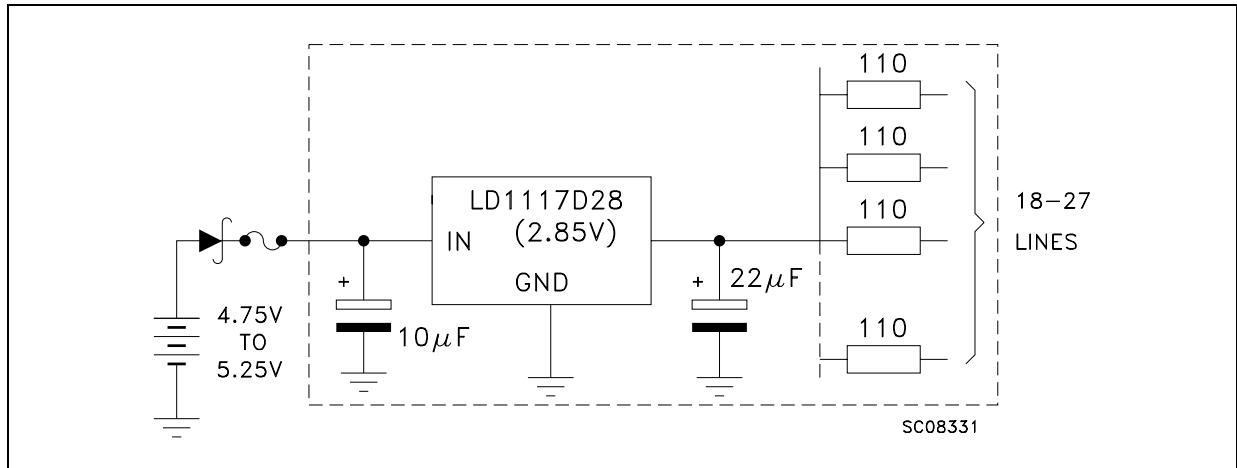 110
110
LD1117D28
(2.85V)
110
18-27
LINES
IN
GND
+
+
22μF
10μF
4.75V
TO
5.25V
110
SC08331